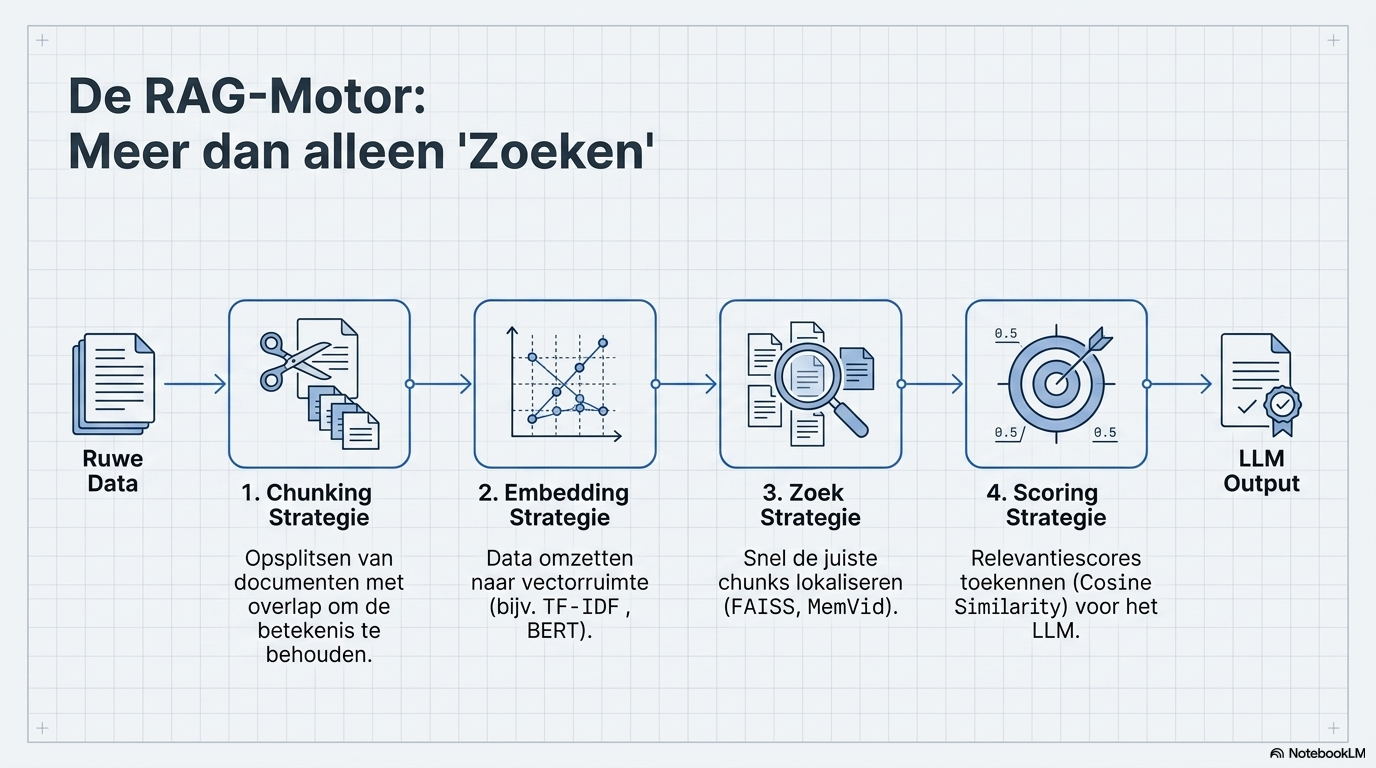 De RAG-Motor:
Meer dan alleen 'Zoeken'
Ruwe
Data
1. Chunking
Strategie
Opsplitsen van
documenten met
overlap om de
betekenis te
behouden.
2. Embedding
Strategie
Data omzetten
naar vectorruimte
(bijv. TF-IDF ,
BERT).
3. Zoek
Strategie
Snel de juiste
chunks lokaliseren
(FAISS, MemVid).
0.5
0.5
0.5
4. Scoring
Strategie
Relevantiescores
toekennen (Cosine
Similarity) voor het
LLM.
LLM
Output
NotebookLM